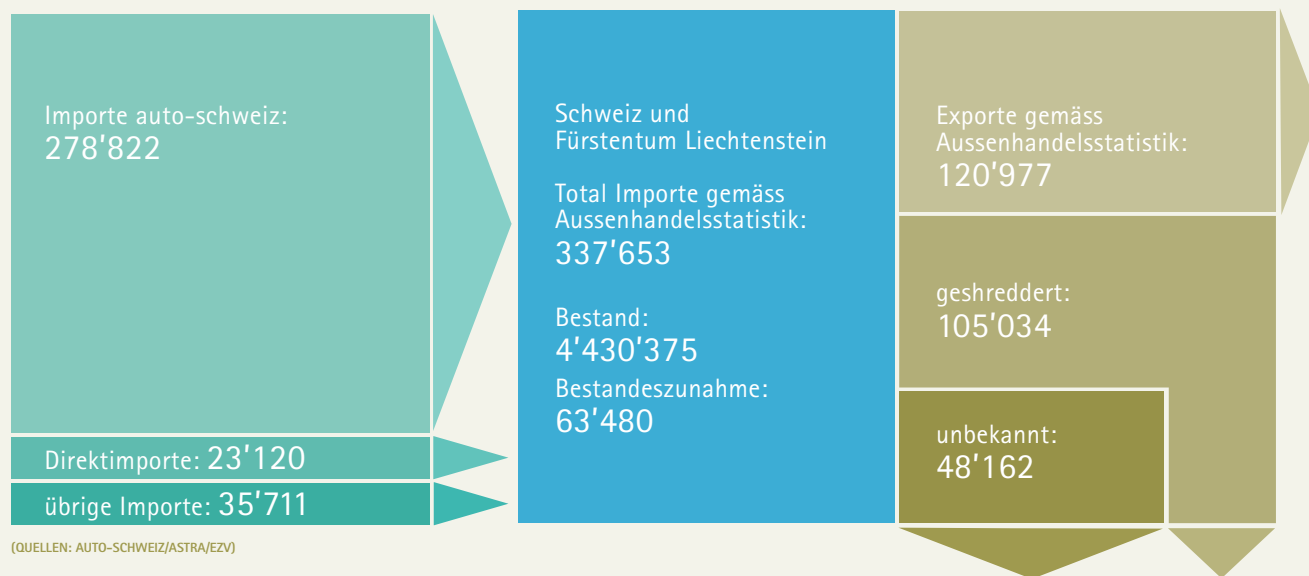 Importe auto-schweiz:
278'822
Direktimporte: 23'120
übrige Importe: 35'711
(QUELLEN: AUTO-SCHWEIZ/ASTRA/EZV)
Schweiz und
Fürstentum Liechtenstein
Total Importe gemäss
Aussenhandelsstatistik:
337'653
Bestand:
4'430'375
Bestandeszunahme:
63'480
Exporte gemäss
Aussenhandelsstatistik:
120'977
geshreddert:
105'034
unbekannt:
48'162